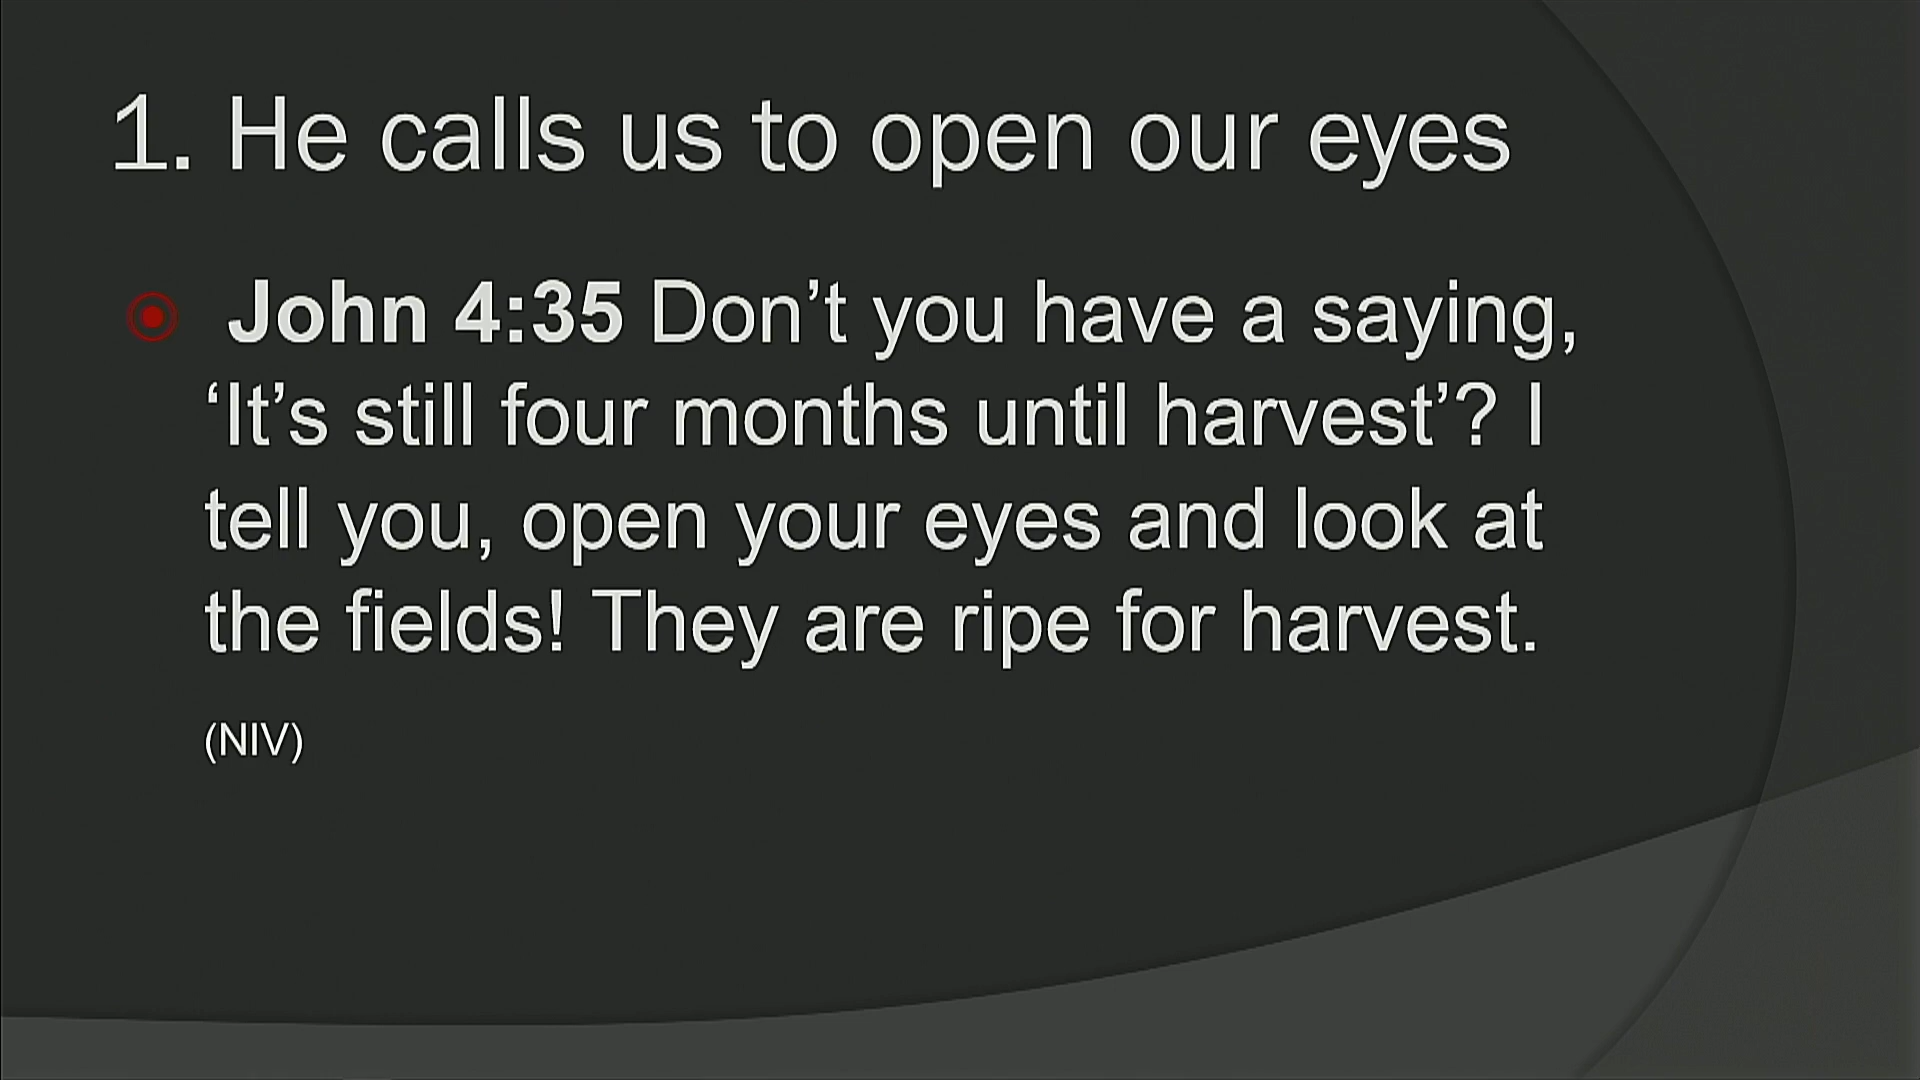 1. He calls us to open our eyes
John 4:35 Don’t you have a saying,
‘It’s still four months until harvest’? I
tell you, open your eyes and look at
the fields! They are ripe for harvest.
(NIV)